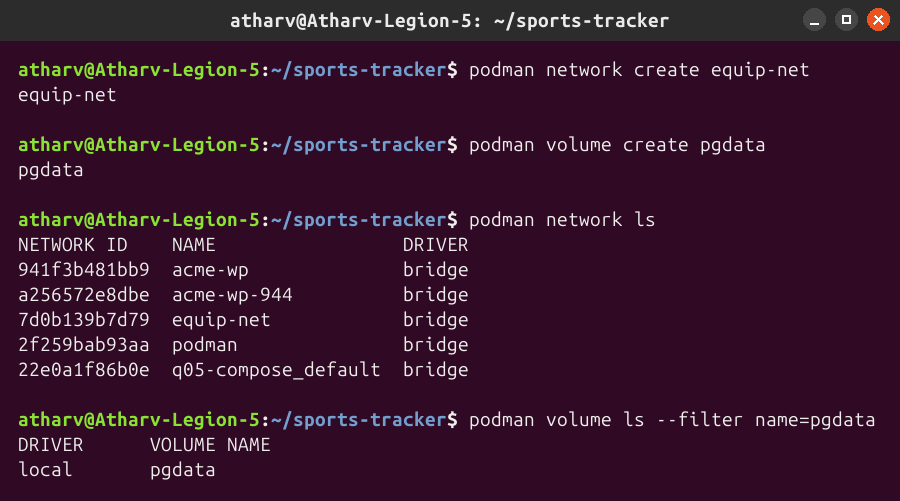 atharv@Atharv-Legion-5: ~/sports-tracker
atharv@Atharv-Legion-5:~/sports-tracker$ podman network create equip-net
equip-net
atharv@Atharv-Legion-5:~/sports-tracker$ podman volume create pgdata
pgdata
atharv@Atharv-Legion-5:~/sports-tracker$ podman network ls
NETWORK ID    NAME                 DRIVER
941f3b481bb9  acme-wp              bridge
a256572e8dbe  acme-wp-944          bridge
7d0b139b7d79  equip-net            bridge
2f259bab93aa  podman               bridge
22e0a1f86b0e  q05-compose_default  bridge
atharv@Atharv-Legion-5:~/sports-tracker$ podman volume ls --filter name=pgdata
DRIVER      VOLUME NAME
local       pgdata